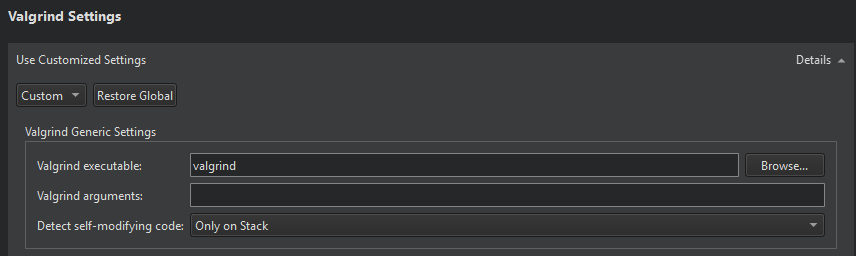 Valgrind Settings
Use Customized Settings Details
Custom Restore Global
Valgrind Generic Settings
Valgrind executable: valgrind Browse...
Valgrind arguments:
Detect self-modifying code: Only on Stack